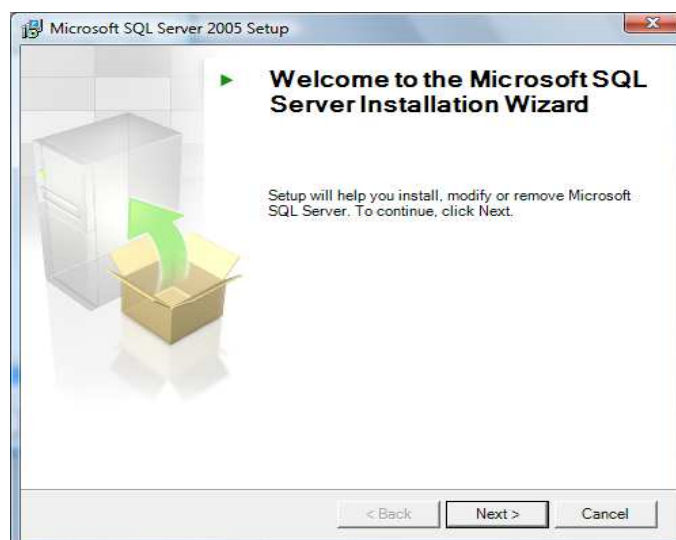 Microsoft SQL Server 2005 Setup
Welcome to the Microsoft SQL
Server Installation Wizard
Setup will help you install, modify or remove Microsoft
SQL Server. To continue, click Next.
< Back
Next >
Cancel